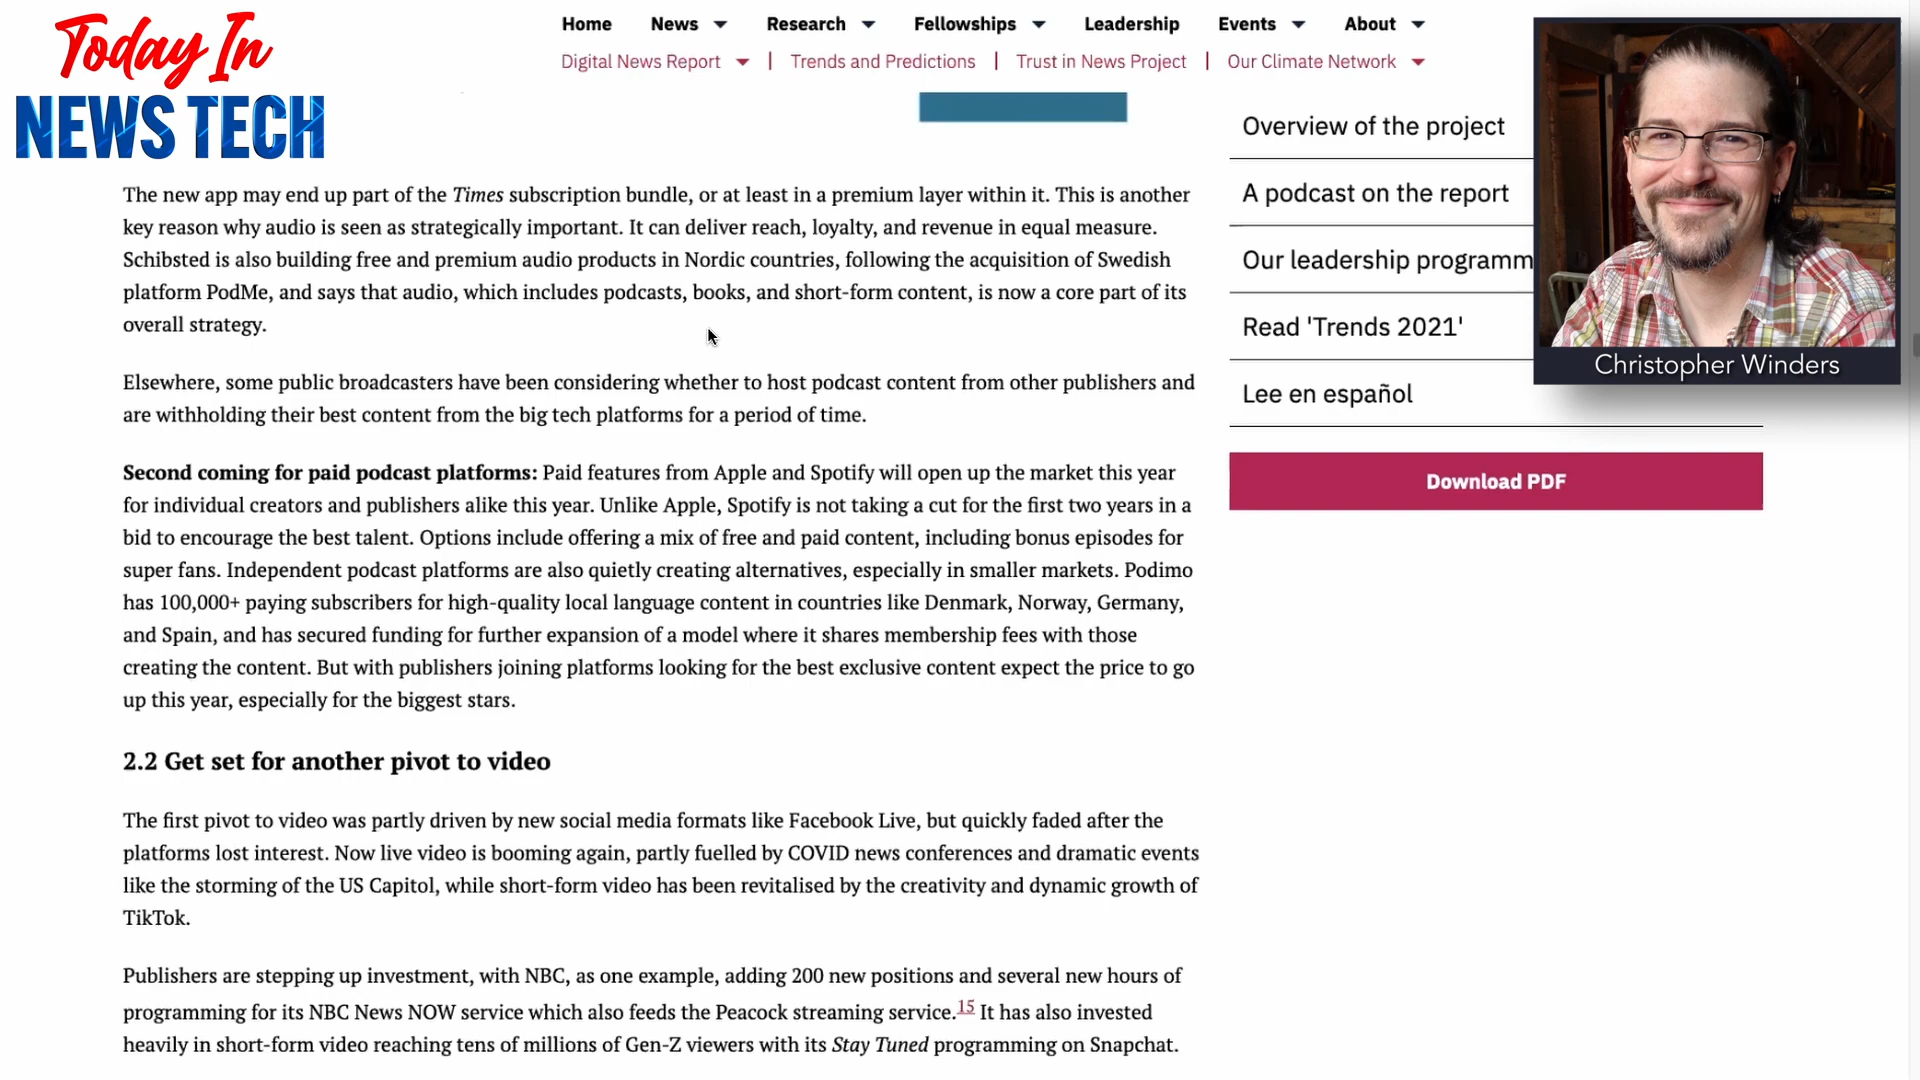 Today In
NEWS TECH
Home News Research Fellowships Leadership Events About
Digital News Report | Trends and Predictions | Trust in News Project | Our Climate Network
The new app may end up part of the Times subscription bundle, or at least in a premium layer within it. This is another
key reason why audio is seen as strategically important. It can deliver reach, loyalty, and revenue in equal measure.
Schibsted is also building free and premium audio products in Nordic countries, following the acquisition of Swedish
platform PodMe, and says that audio, which includes podcasts, books, and short-form content, is now a core part of its
overall strategy.
Elsewhere, some public broadcasters have been considering whether to host podcast content from other publishers and
are withholding their best content from the big tech platforms for a period of time.
Second coming for paid podcast platforms: Paid features from Apple and Spotify will open up the market this year
for individual creators and publishers alike this year. Unlike Apple, Spotify is not taking a cut for the first two years in a
bid to encourage the best talent. Options include offering a mix of free and paid content, including bonus episodes for
super fans. Independent podcast platforms are also quietly creating alternatives, especially in smaller markets. Podimo
has 100,000+ paying subscribers for high-quality local language content in countries like Denmark, Norway, Germany,
and Spain, and has secured funding for further expansion of a model where it shares membership fees with those
creating the content. But with publishers joining platforms looking for the best exclusive content expect the price to go
up this year, especially for the biggest stars.
2.2 Get set for another pivot to video
The first pivot to video was partly driven by new social media formats like Facebook Live, but quickly faded after the
platforms lost interest. Now live video is booming again, partly fuelled by COVID news conferences and dramatic events
like the storming of the US Capitol, while short-form video has been revitalised by the creativity and dynamic growth of
TikTok.
Publishers are stepping up investment, with NBC, as one example, adding 200 new positions and several new hours of
programming for its NBC News NOW service which also feeds the Peacock streaming service.15 It has also invested
heavily in short-form video reaching tens of millions of Gen-Z viewers with its Stay Tuned programming on Snapchat.
Overview of the project
A podcast on the report
Our leadership programm
Read 'Trends 2021'
Lee en español
Download PDF
Christopher Winders